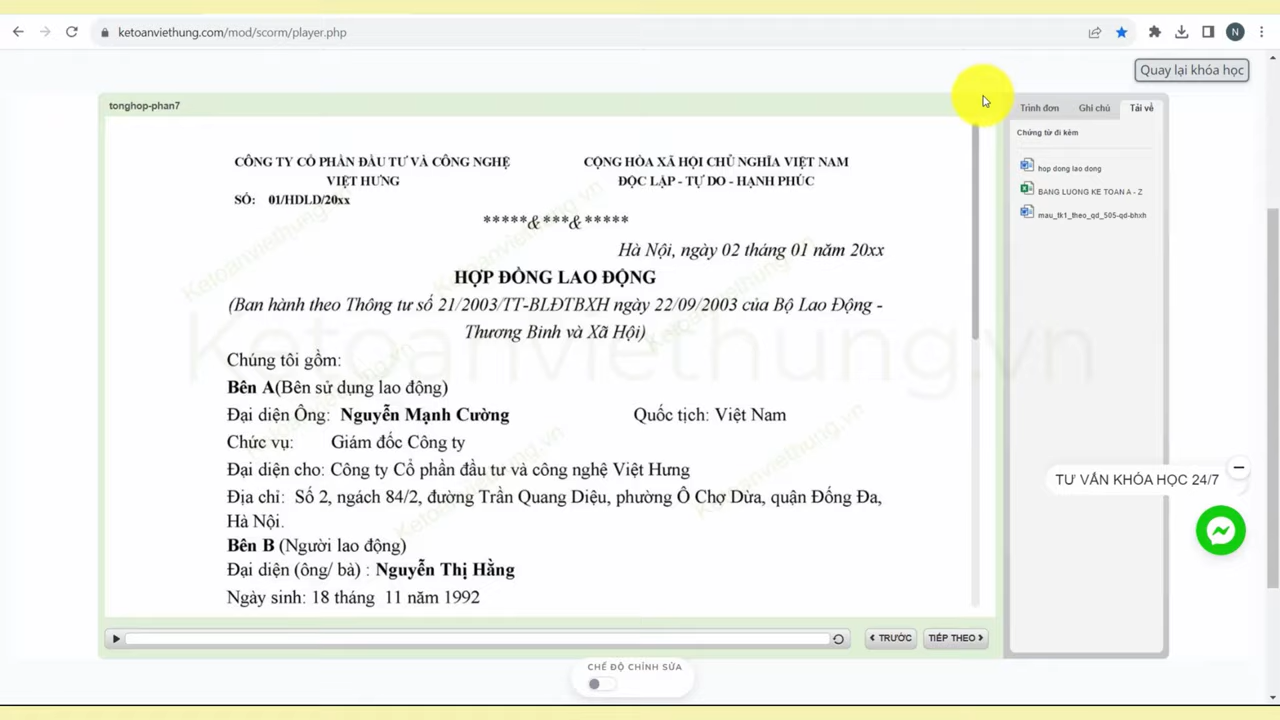 ketoanviethung.com/mod/scorm/player.php
N
Quay lại khóa học
tonghop-phan7
Trình đơn
Ghi chú
Tải về
Chứng từ đi kèm
hop dong lao dong
BANG LUONG KE TOAN A - Z
mau_tk1_theo_qd_505-qd-bhxh
CÔNG TY CỔ PHẦN ĐẦU TƯ VÀ CÔNG NGHỆ
VIỆT HƯNG
SỐ: 01/HDLD/20xx
CỘNG HÒA XÃ HỘI CHỦ NGHĨA VIỆT NAM
ĐỘC LẬP - TỰ DO - HẠNH PHÚC
*****&***&*****
Hà Nội, ngày 02 tháng 01 năm 20xx
HỢP ĐỒNG LAO ĐỘNG
(Ban hành theo Thông tư số 21/2003/TT-BLĐTBXH ngày 22/09/2003 của Bộ Lao Động -
Thương Binh và Xã Hội)
Chúng tôi gồm:
Bên A(Bên sử dụng lao động)
Đại diện Ông: Nguyễn Mạnh Cường Quốc tịch: Việt Nam
Chức vụ: Giám đốc Công ty
Đại diện cho: Công ty Cổ phần đầu tư và công nghệ Việt Hưng
Địa chỉ: Số 2, ngách 84/2, đường Trần Quang Diệu, phường Ô Chợ Dừa, quận Đống Đa,
Hà Nội.
Bên B (Người lao động)
Đại diện (ông/ bà) : Nguyễn Thị Hằng
Ngày sinh: 18 tháng 11 năm 1992
Ketoanviethung.vn
TƯ VẤN KHÓA HỌC 24/7
TRƯỚC
TIẾP THEO
CHẾ ĐỘ CHỈNH SỬA